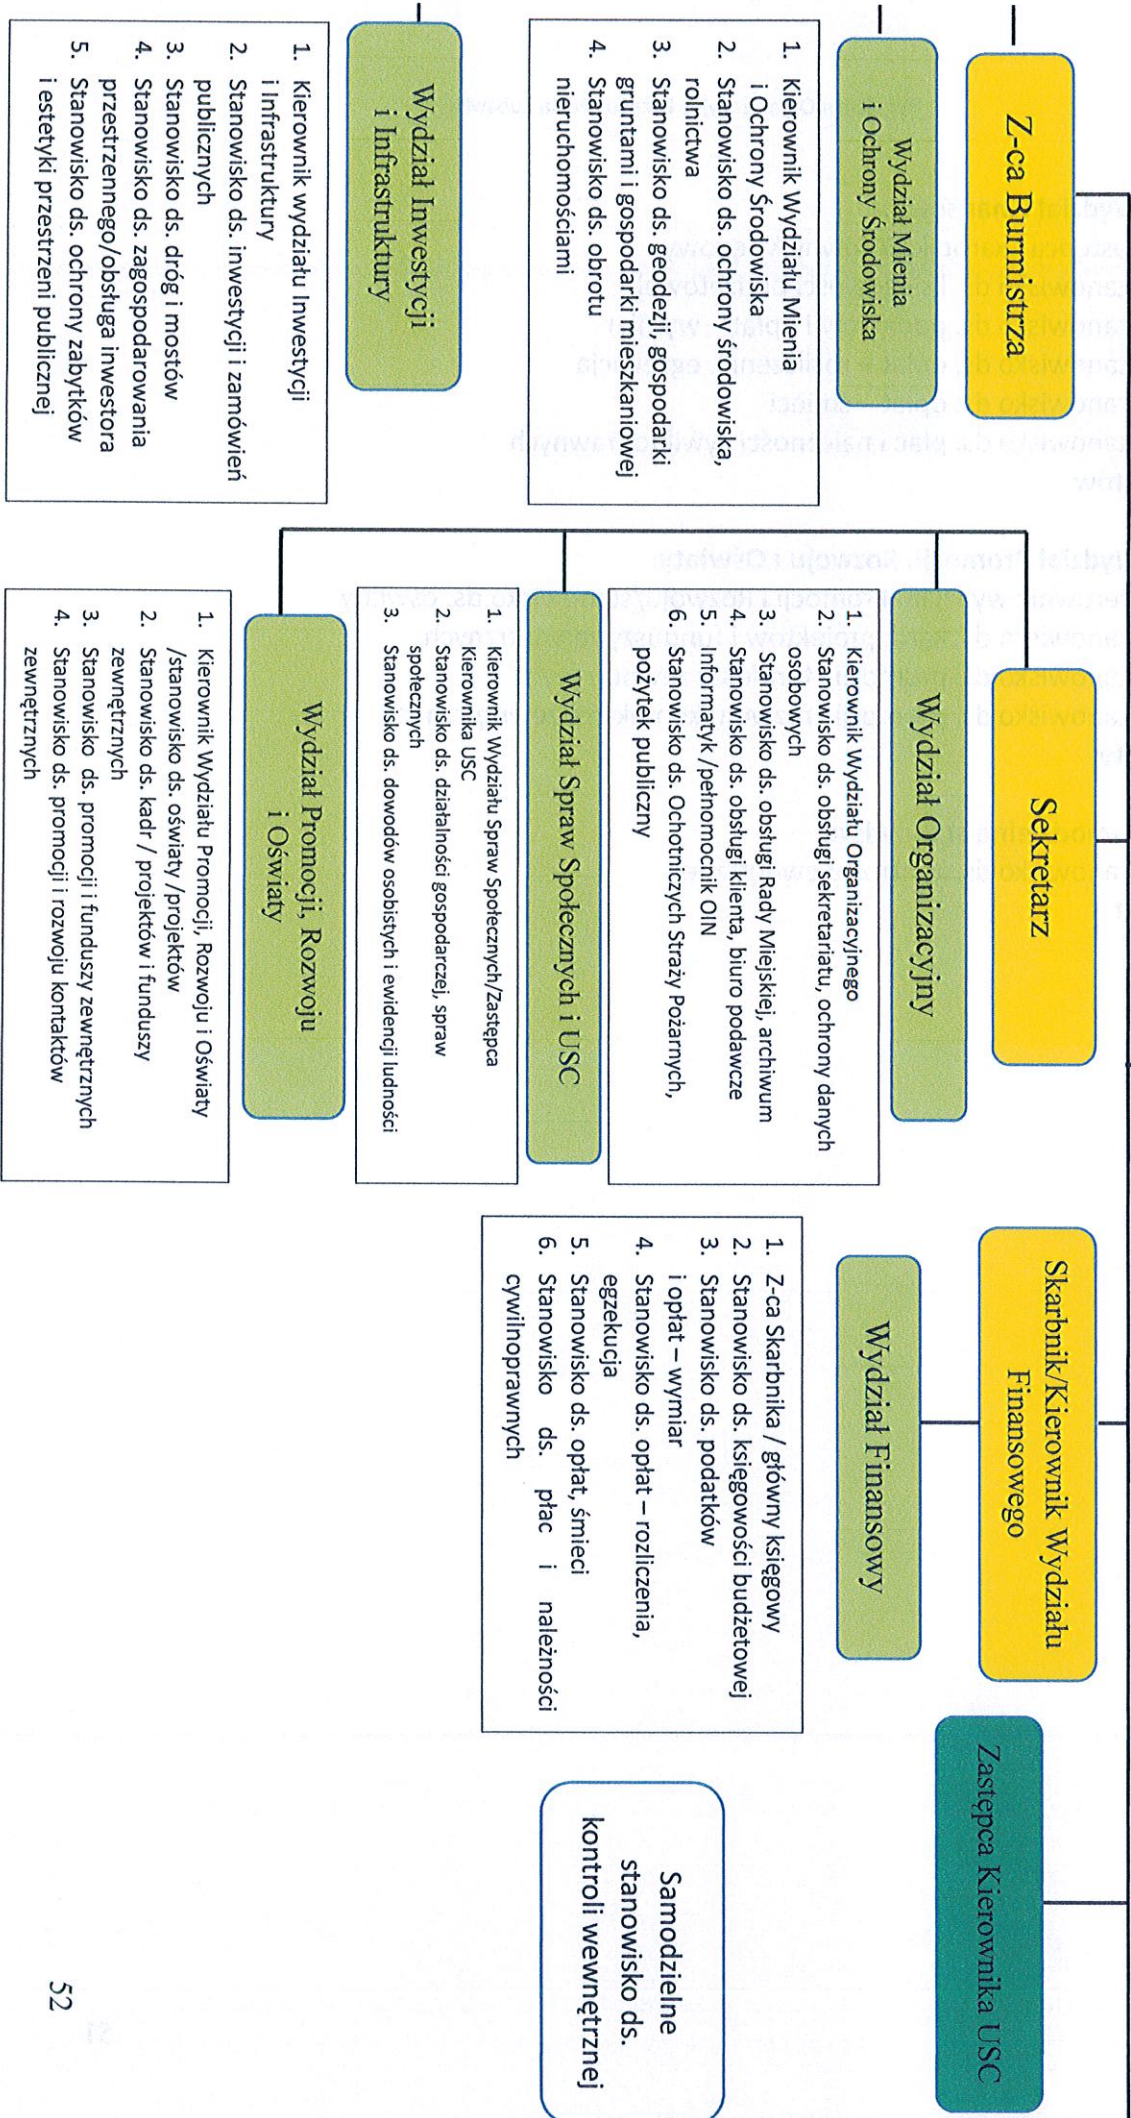 Z-ca Burmistrza
Wydział Mienia
i Ochrony Środowiska
1. Kierownik Wydziału Mienia
i Ochrony Środowiska
2. Stanowisko ds. ochrony środowiska,
rolnictwa
3. Stanowisko ds. geodezji, gospodarki
gruntami i gospodarki mieszkaniowej
4. Stanowisko ds. obrotu
nieruchomościami
Wydział Inwestycji
i Infrastruktury
1. Kierownik wydziału Inwestycji
i Infrastruktury
2. Stanowisko ds. inwestycji i zamówień
publicznych
3. Stanowisko ds. dróg i mostów
4. Stanowisko ds. zagospodarowania
przestrzennego/obsługa inwestora
5. Stanowisko ds. ochrony zabytków
i estetyki przestrzeni publicznej
Sekretarz
Wydział Organizacyjny
1. Kierownik Wydziału Organizacyjnego
2. Stanowisko ds. obsługi sekretariatu, ochrony danych
osobowych
3. Stanowisko ds. obsługi Rady Miejskiej, archiwum
4. Stanowisko ds. obsługi klienta, biuro podawcze
5. Informatyk /pełnomocnik OIN
6. Stanowisko ds. Ochotniczych Straży Pożarnych,
pożytek publiczny
Wydział Spraw Społecznych i USC
1. Kierownik Wydziału Spraw Społecznych/Zastępca
Kierownika USC
2. Stanowisko ds. działalności gospodarczej, spraw
społecznych
3. Stanowisko ds. dowodów osobistych i ewidencji ludności
Wydział Promocji, Rozwoju
i Oświaty
1. Kierownik Wydziału Promocji, Rozwoju i Oświaty
/stanowisko ds. oświaty /projektów
2. Stanowisko ds. kadr / projektów i funduszy
zewnętrznych
3. Stanowisko ds. promocji i funduszy zewnętrznych
4. Stanowisko ds. promocji i rozwoju kontaktów
zewnętrznych
Skarbnik/Kierownik Wydziału
Finansowego
Wydział Finansowy
1. Z-ca Skarbnika / główny księgowy
2. Stanowisko ds. księgowości budżetowej
3. Stanowisko ds. podatków
i opłat – wymiar
4. Stanowisko ds. opłat – rozliczenia,
egzekucja
5. Stanowisko ds. opłat, śmieci
6. Stanowisko ds. płac i należności
cywilnoprawnych
Zastępca Kierownika USC
Samodzielne
stanowisko ds.
kontroli wewnętrznej
52